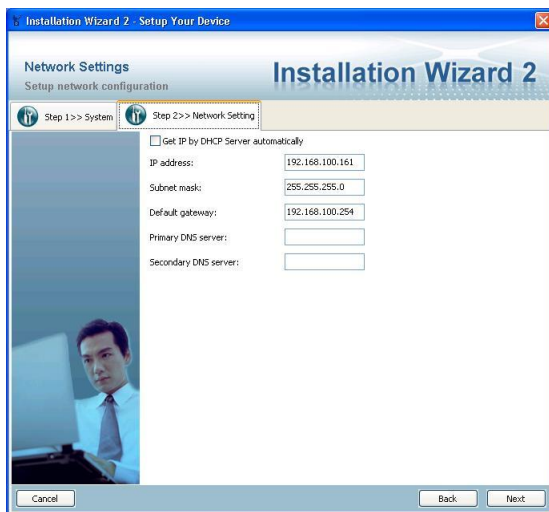 Installation Wizard 2 - Setup Your Device
Network Settings
Setup network configuration
Installation Wizard 2
Step 1>> System
Step 2>> Network Setting
Get IP by DHCP Server automatically
IP address: 192.168.100.161
Subnet mask: 255.255.255.0
Default gateway: 192.168.100.254
Primary DNS server:
Secondary DNS server:
Cancel Back Next